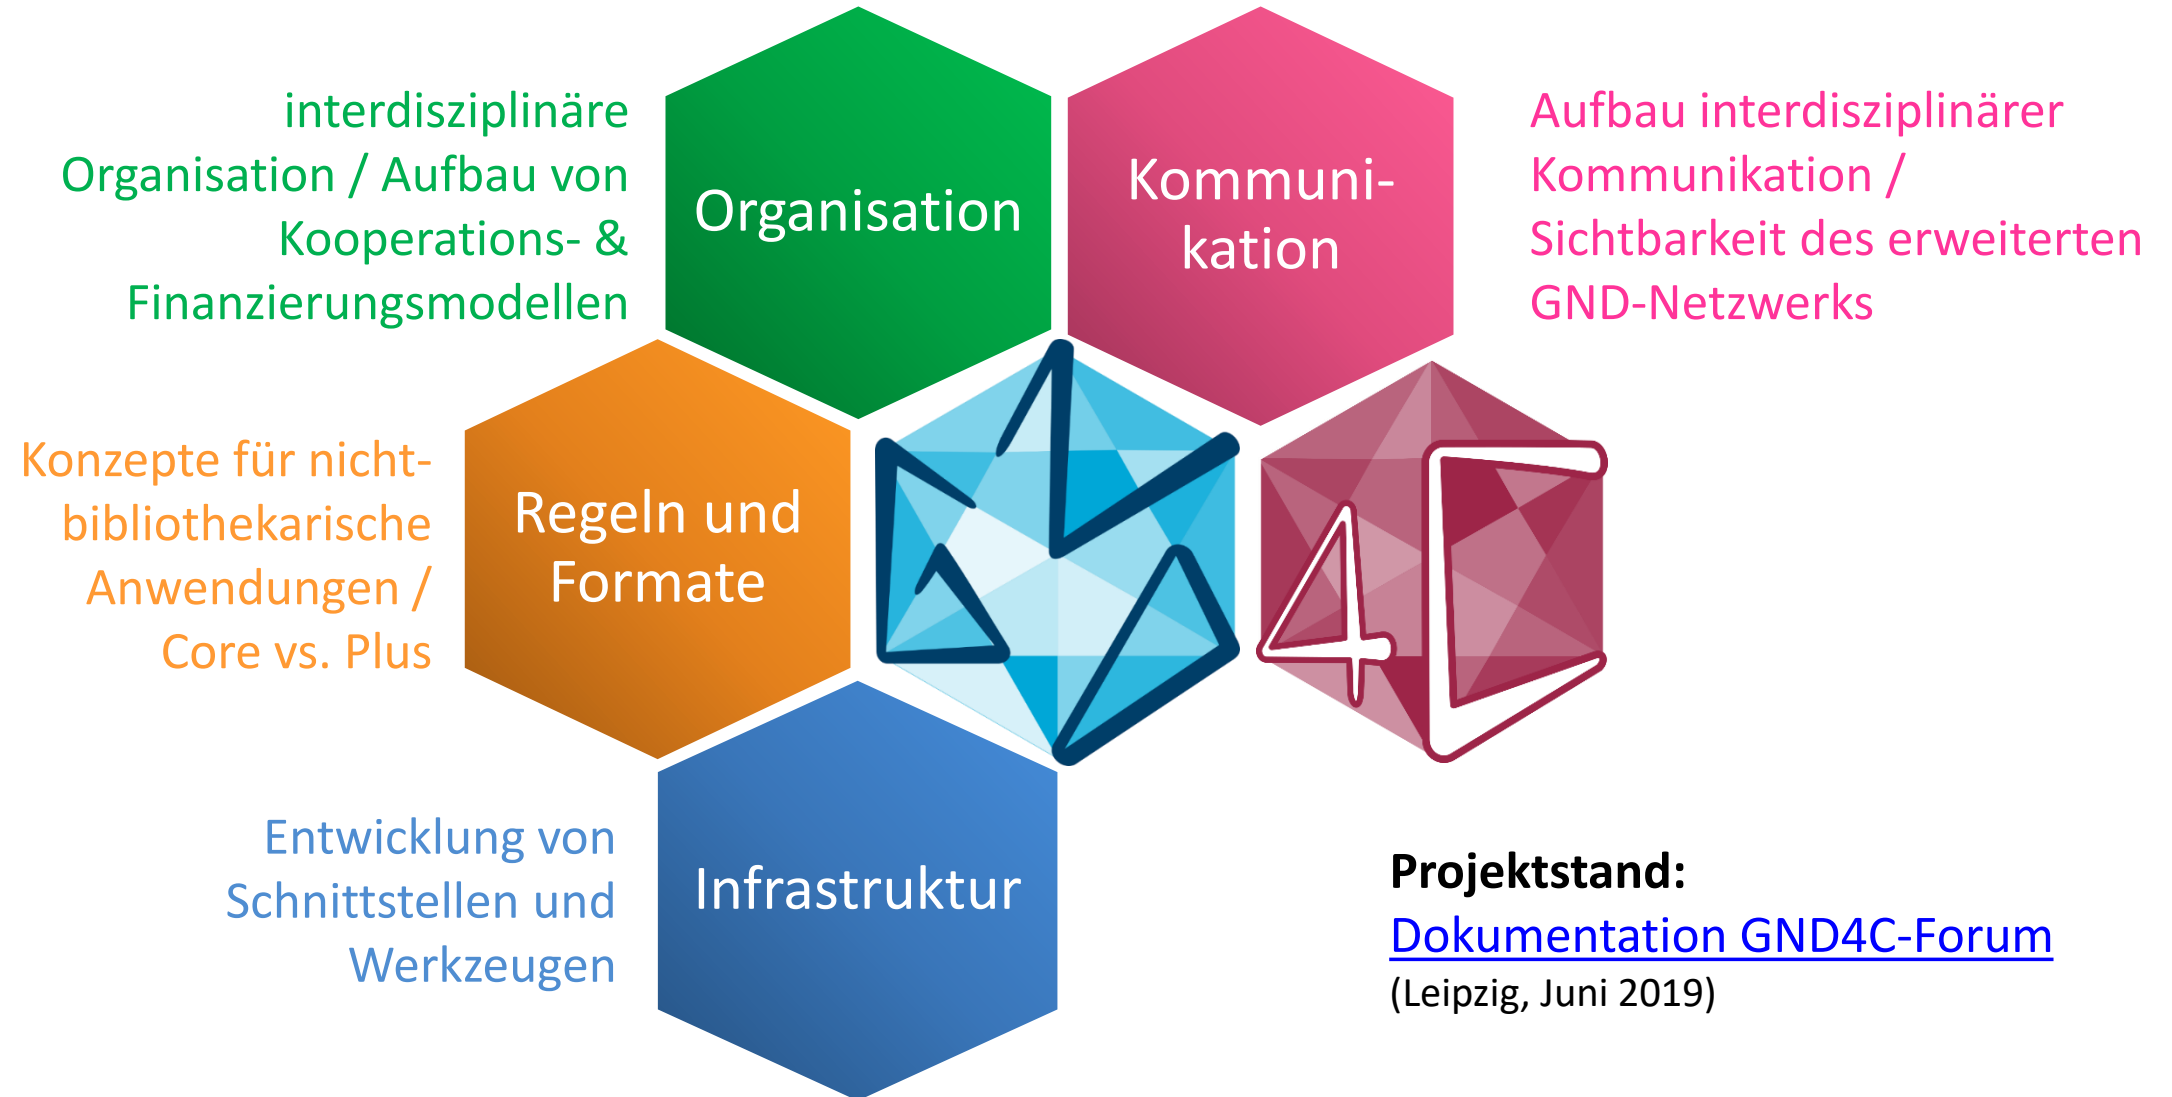 interdisziplinäre
Organisation / Aufbau von
Kooperations- &
Finanzierungsmodellen
Organisation
Kommuni-
kation
Aufbau interdisziplinärer
Kommunikation /
Sichtbarkeit des erweiterten
GND-Netzwerks
Konzepte für nicht-
bibliothekarische
Anwendungen /
Core vs. Plus
Regeln und
Formate
4C
Entwicklung von
Schnittstellen und
Werkzeugen
Infrastruktur
Projektstand:
Dokumentation GND4C-Forum
(Leipzig, Juni 2019)